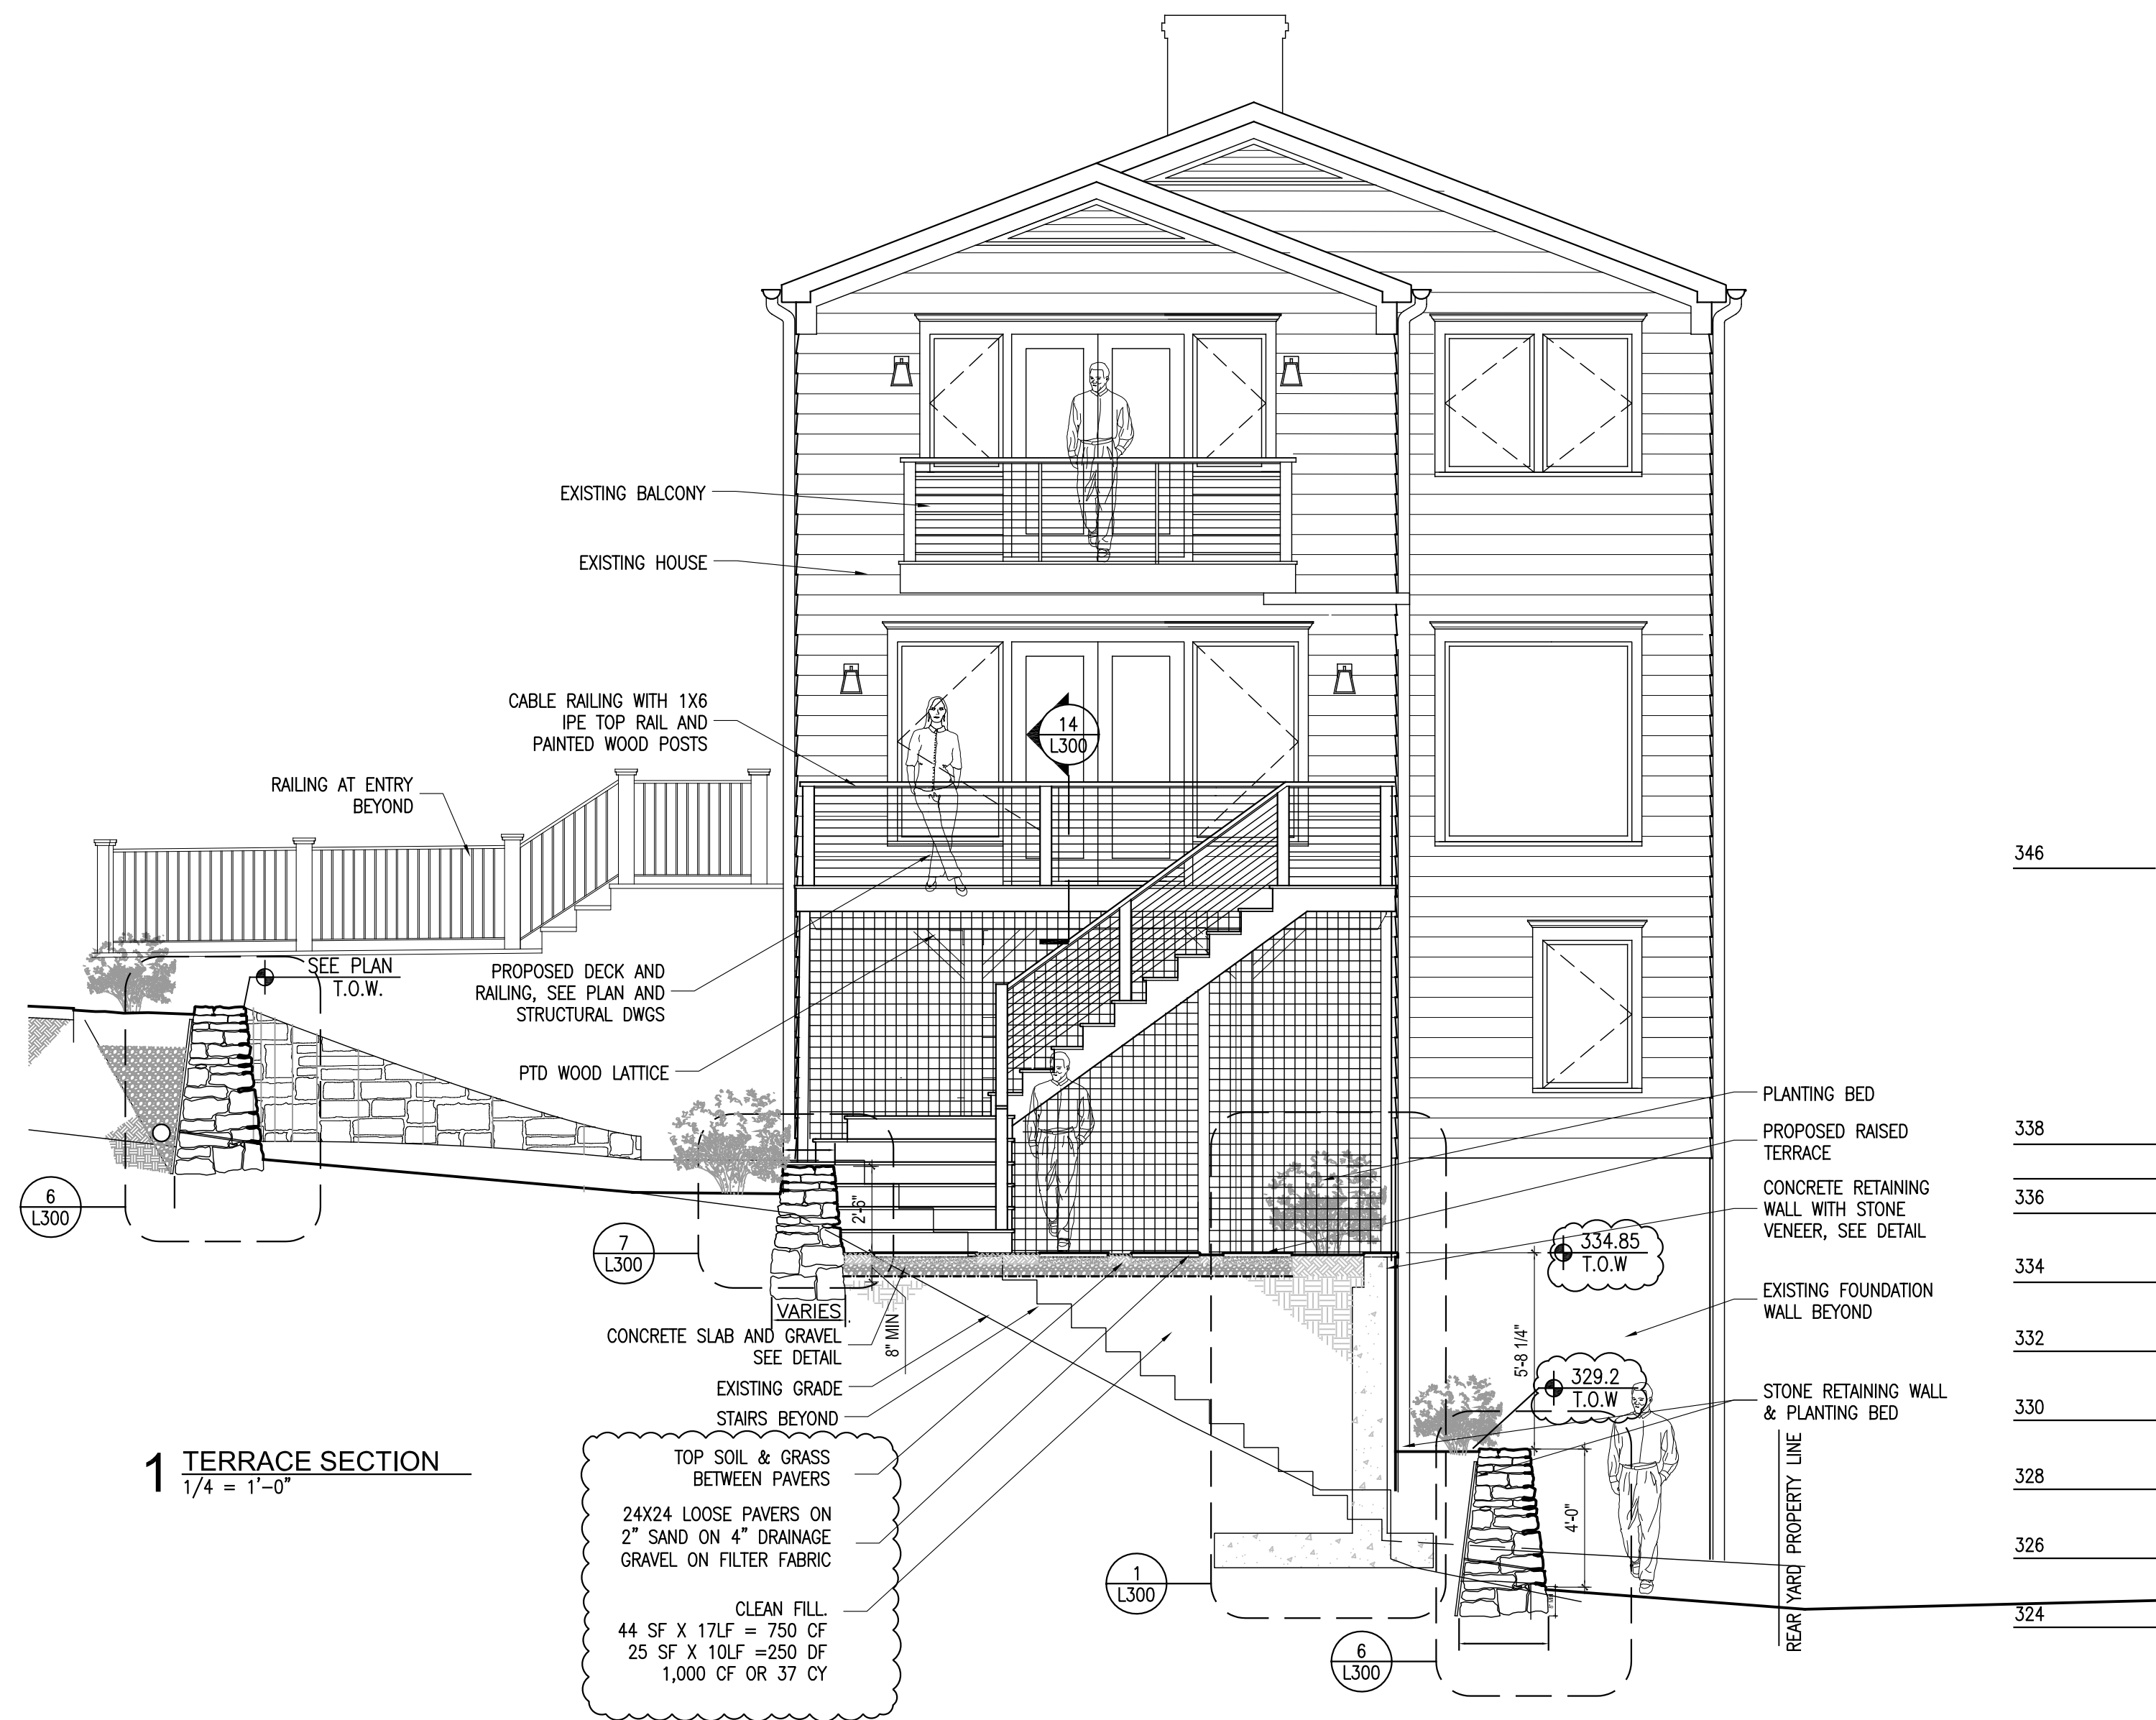 EXISTING BALCONY
EXISTING HOUSE
CABLE RAILING WITH 1X6
IPE TOP RAIL AND
PAINTED WOOD POSTS
14
L300
RAILING AT ENTRY
BEYOND
346
SEE PLAN
T.O.W.
PROPOSED DECK AND
RAILING, SEE PLAN AND
STRUCTURAL DWGS
PTD WOOD LATTICE
PLANTING BED
PROPOSED RAISED
TERRACE
338
CONCRETE RETAINING
WALL WITH STONE
VENEER, SEE DETAIL
336
6
L300
2'-6"
7
L300
334.85
T.O.W
334
EXISTING FOUNDATION
WALL BEYOND
VARIES
8" MIN
CONCRETE SLAB AND GRAVEL
SEE DETAIL
5'-8 1/4"
332
EXISTING GRADE
STAIRS BEYOND
329.2
T.O.W
STONE RETAINING WALL
& PLANTING BED
330
1 TERRACE SECTION
1/4 = 1'-0"
TOP SOIL & GRASS
BETWEEN PAVERS
24X24 LOOSE PAVERS ON
2" SAND ON 4" DRAINAGE
GRAVEL ON FILTER FABRIC
CLEAN FILL.
44 SF X 17LF = 750 CF
25 SF X 10LF =250 DF
1,000 CF OR 37 CY
4'-0"
REAR YARD PROPERTY LINE
328
326
324
1
L300
6
L300